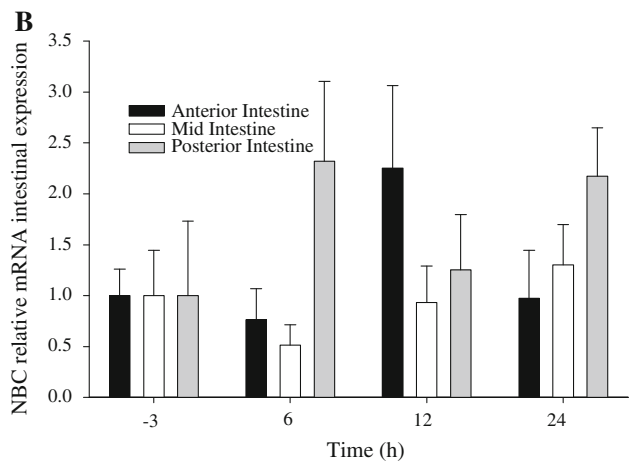 B
NBC relative mRNA intestinal expression
3.5
3.0
2.5
2.0
1.5
1.0
0.5
0.0
Anterior Intestine
Mid Intestine
Posterior Intestine
-3
6
12
24
Time (h)